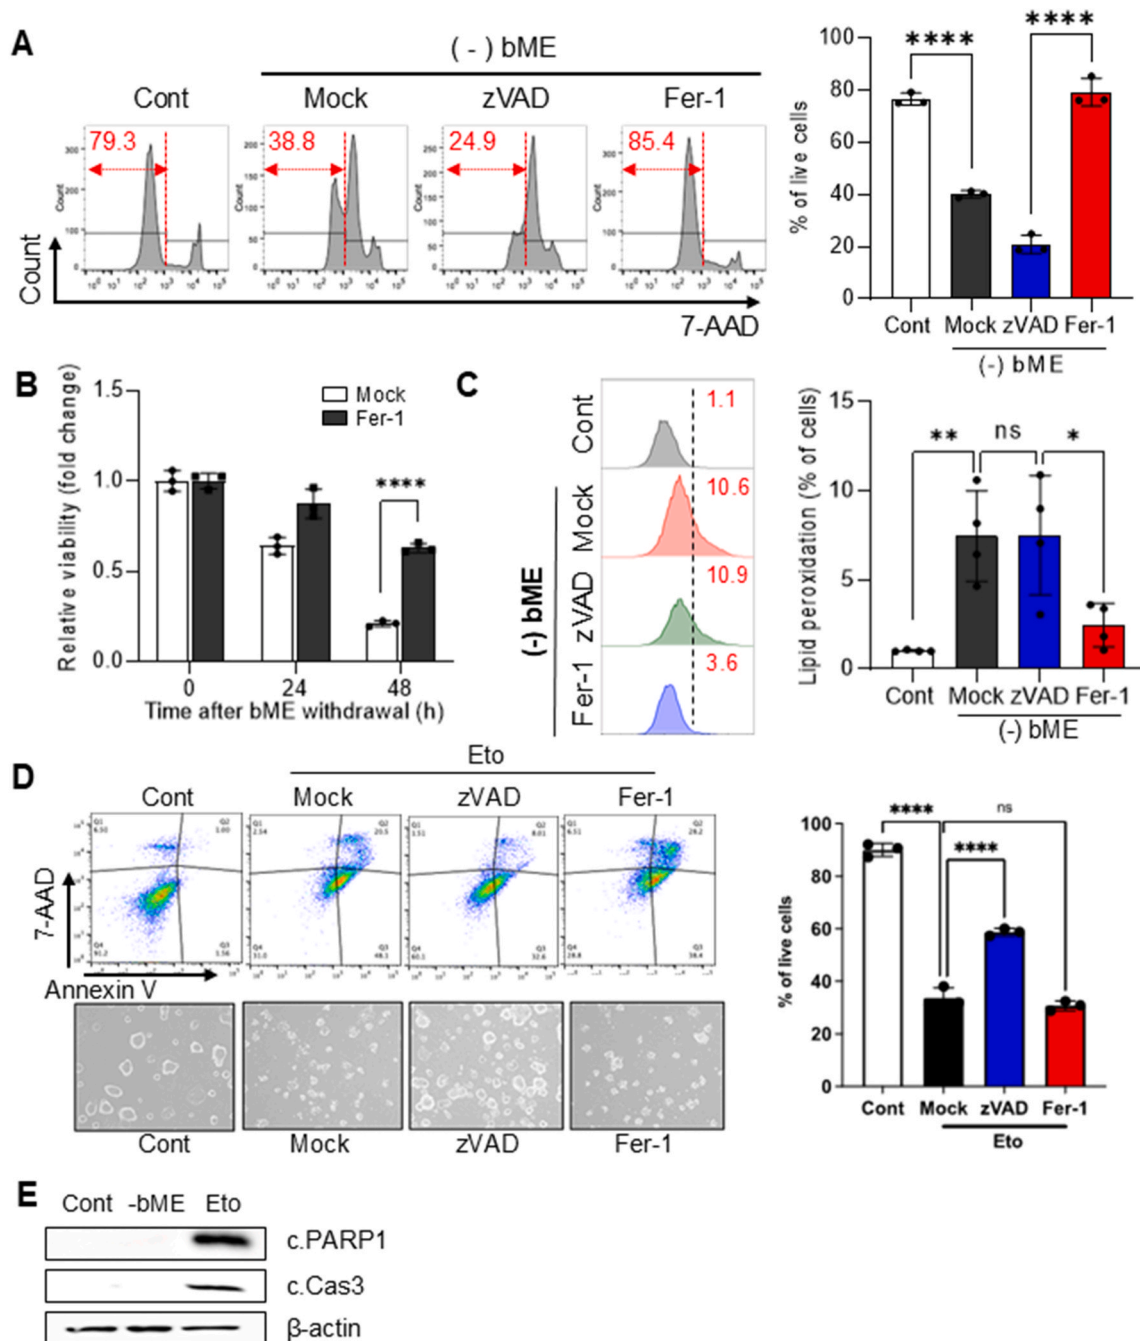 A
(-) bME
Cont Mock zVAD Fer-1
79.3 38.8 24.9 85.4
Count
7-AAD
****
****
% of live cells
100
80
60
40
20
0
Cont Mock zVAD Fer-1
(-) bME
B
Relative viability (fold change)
1.5
1.0
0.5
0.0
Mock
Fer-1
****
0 24 48
Time after bME withdrawal (h)
C
(-) bME
Cont
Mock
zVAD
Fer-1
1.1
10.6
10.9
3.6
Lipid peroxidation (% of cells)
15
10
5
0
** ns *
Cont Mock zVAD Fer-1
(-) bME
D
Eto
Cont Mock zVAD Fer-1
7-AAD
Annexin V
Cont Mock zVAD Fer-1
**** ns
****
% of live cells
100
80
60
40
20
0
Cont Mock zVAD Fer-1
Eto
E
Cont -bME Eto
c.PARP1
c.Cas3
β-actin